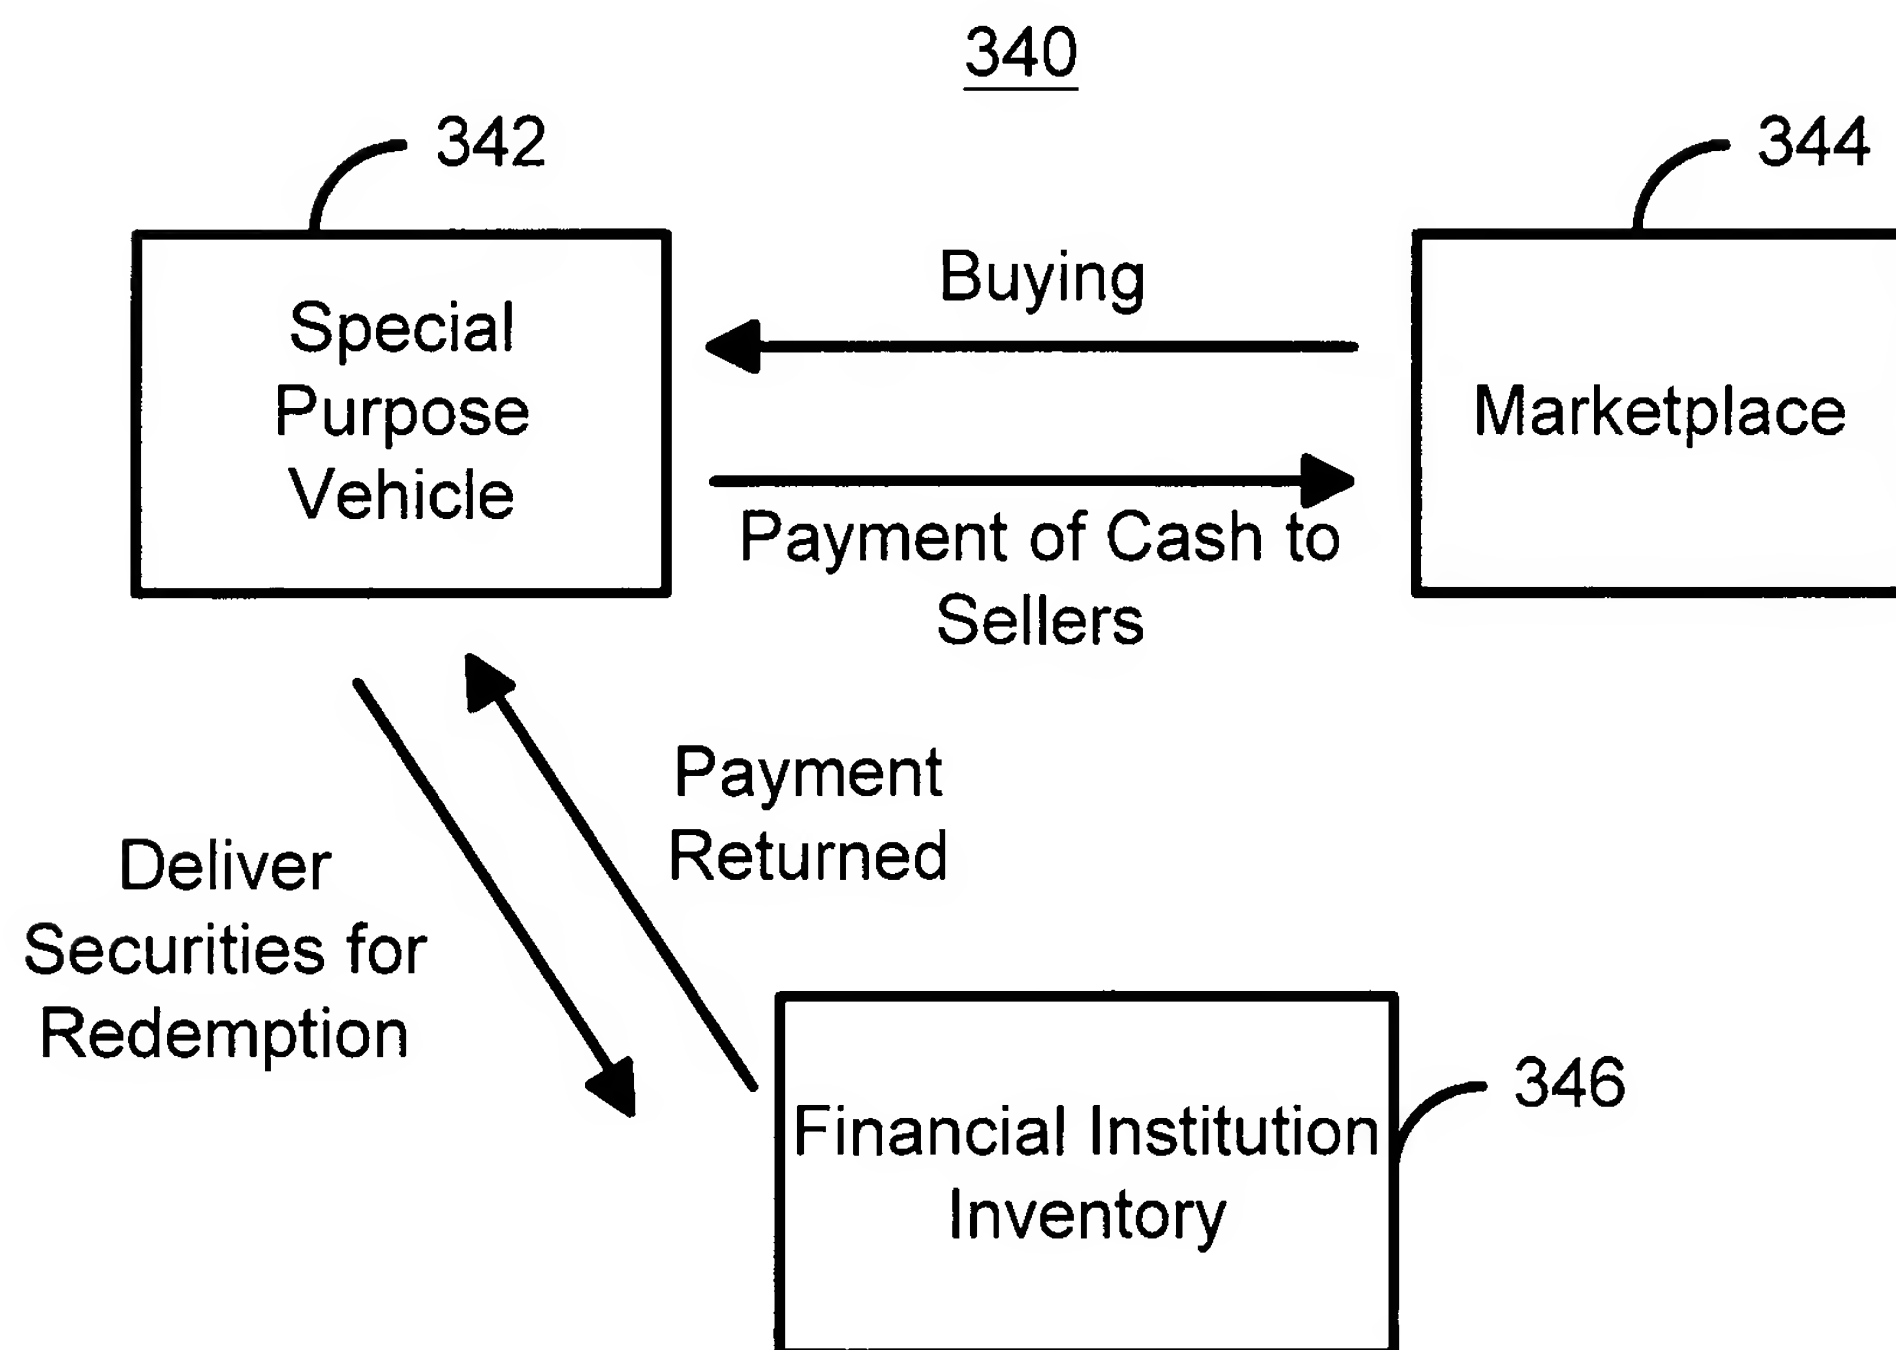 340
342
344
Special
Purpose
Vehicle
Buying
Marketplace
Payment of Cash to
Sellers
Payment
Returned
Deliver
Securities for
Redemption
346
Financial Institution
Inventory